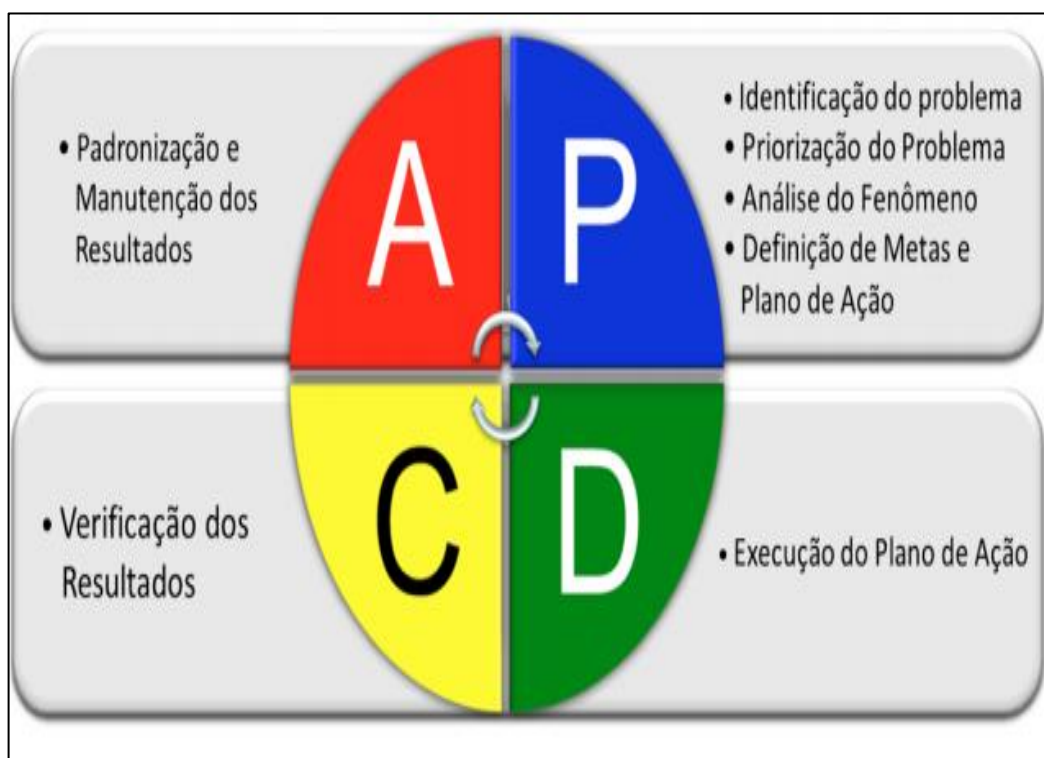 • Padronização e
Manutenção dos
Resultados
A
P
• Identificação do problema
• Priorização do Problema
• Análise do Fenômeno
• Definição de Metas e
Plano de Ação
• Verificação dos
Resultados
C
D
• Execução do Plano de Ação